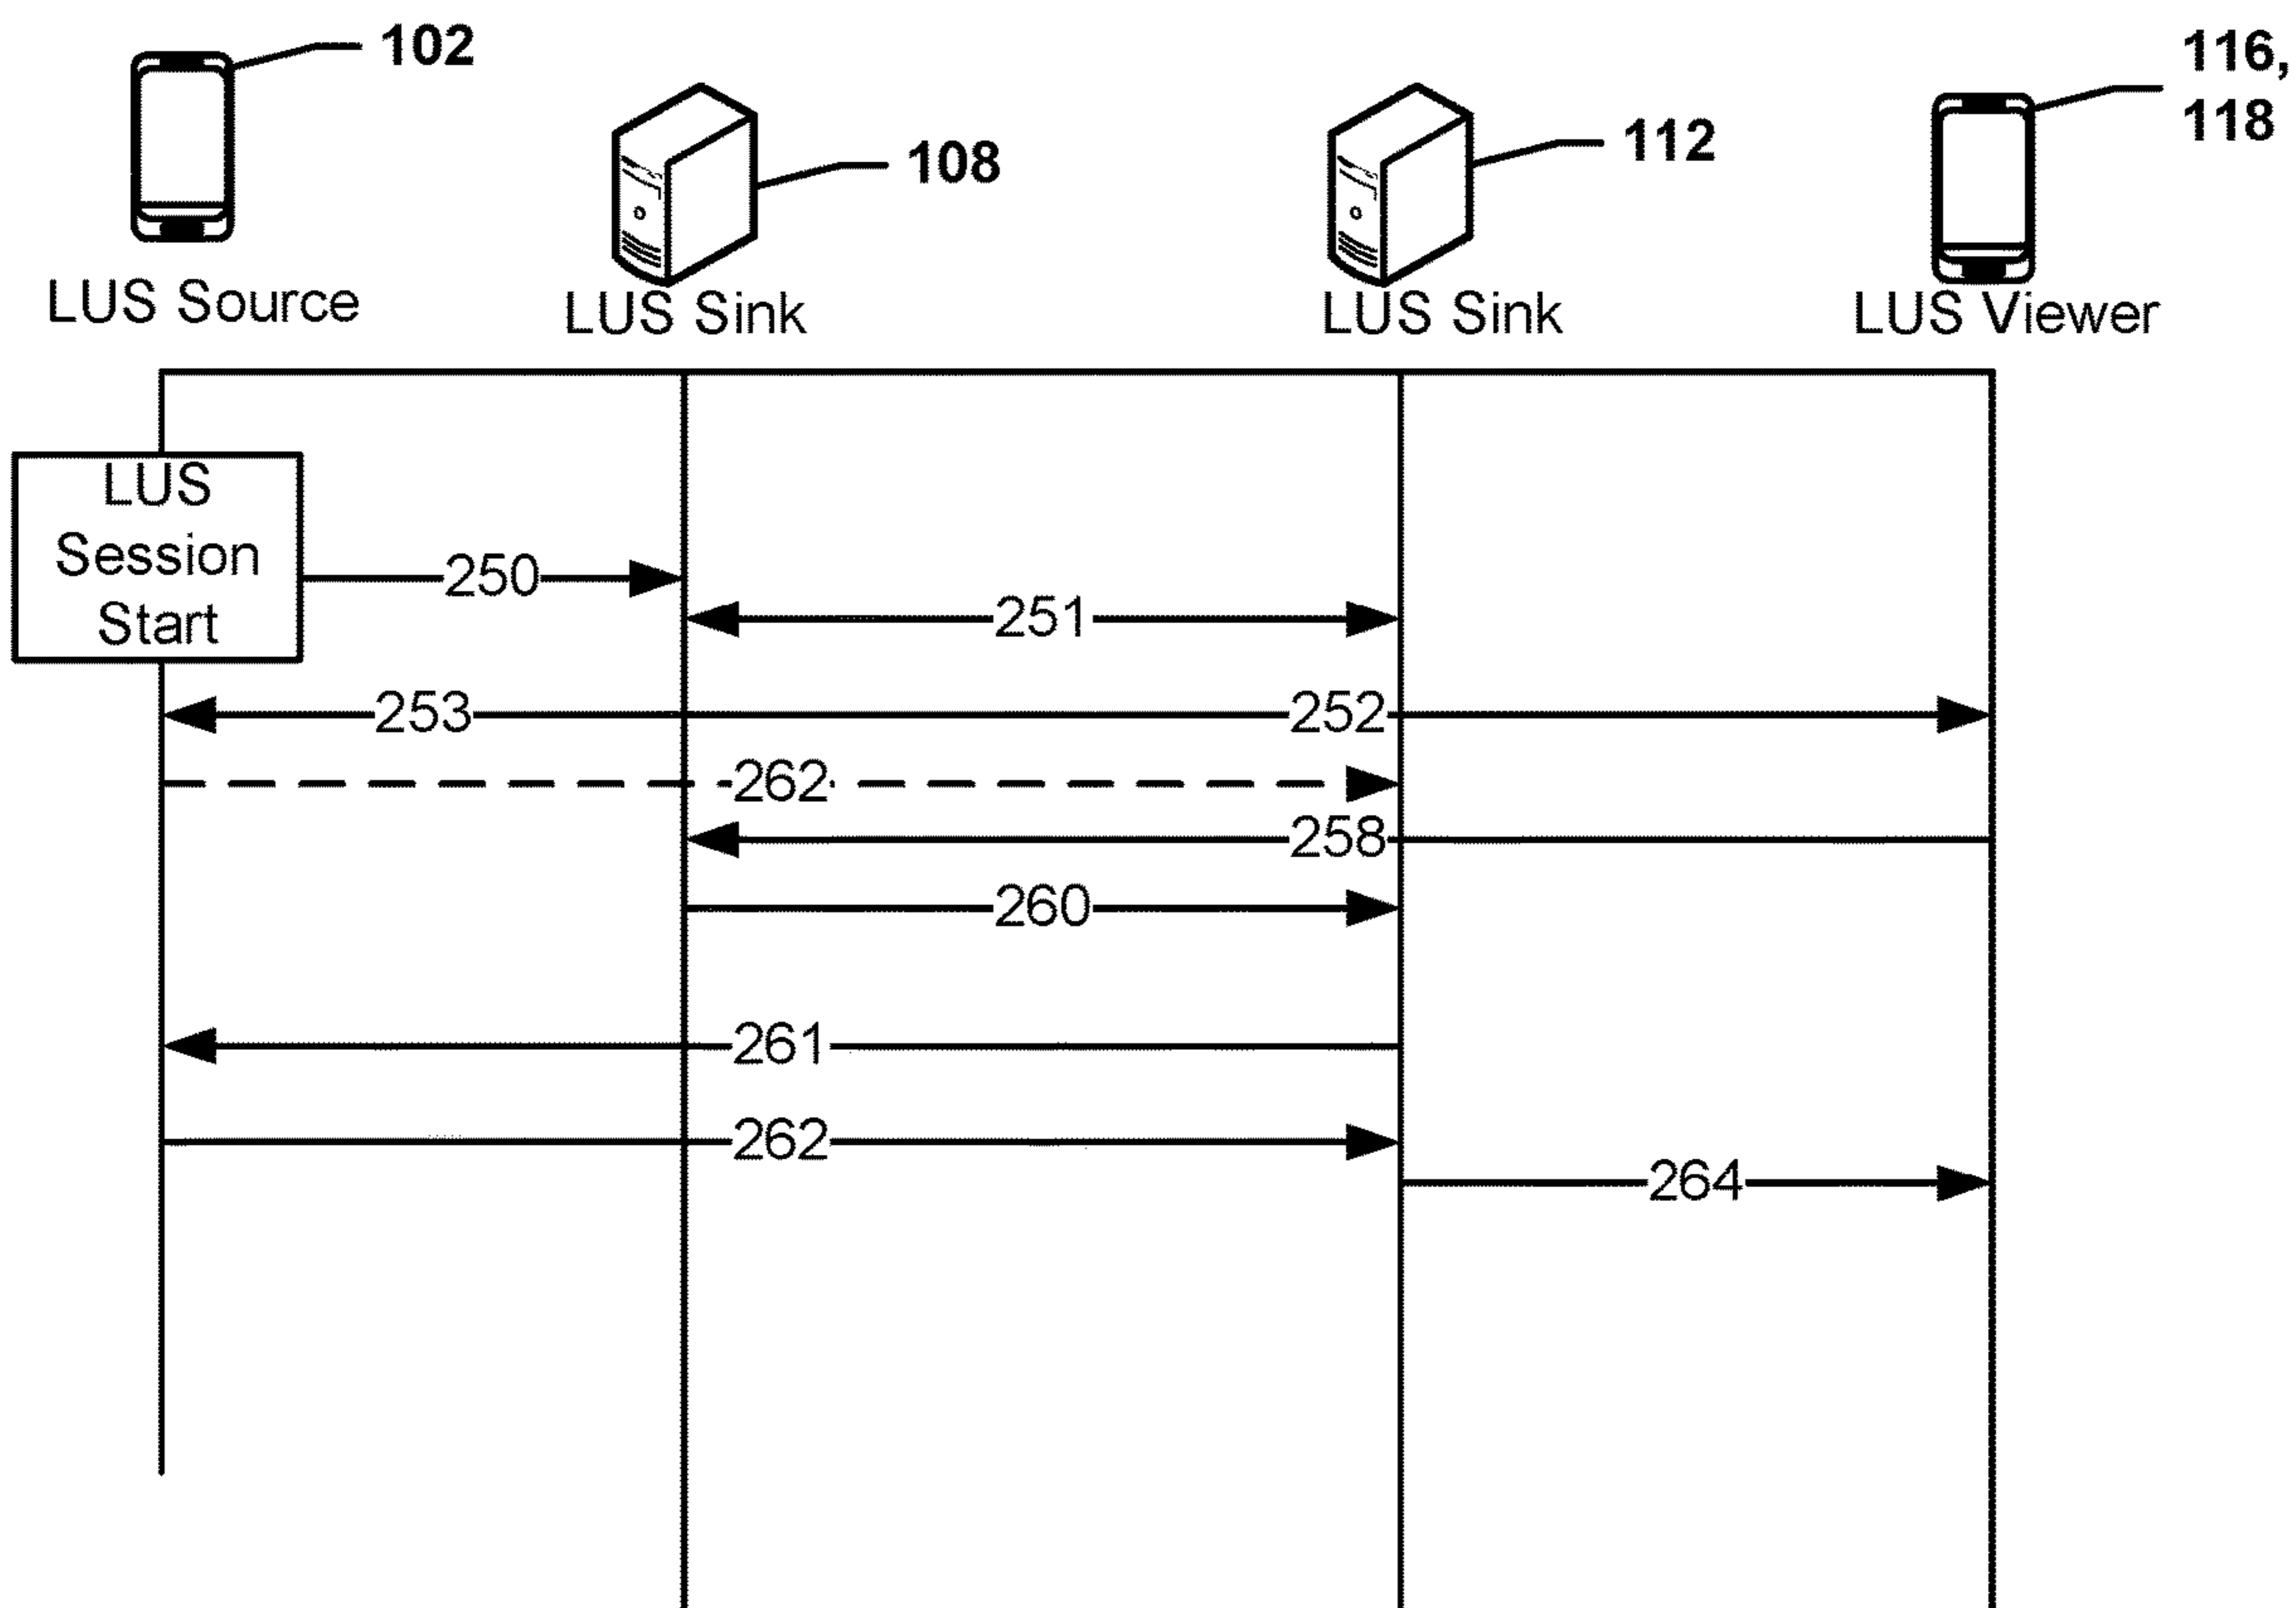 102
116,
118
108
112
LUS Source
LUS Sink
LUS Sink
LUS Viewer
LUS
Session
Start
250
251
253
252
262
258
260
261
262
264